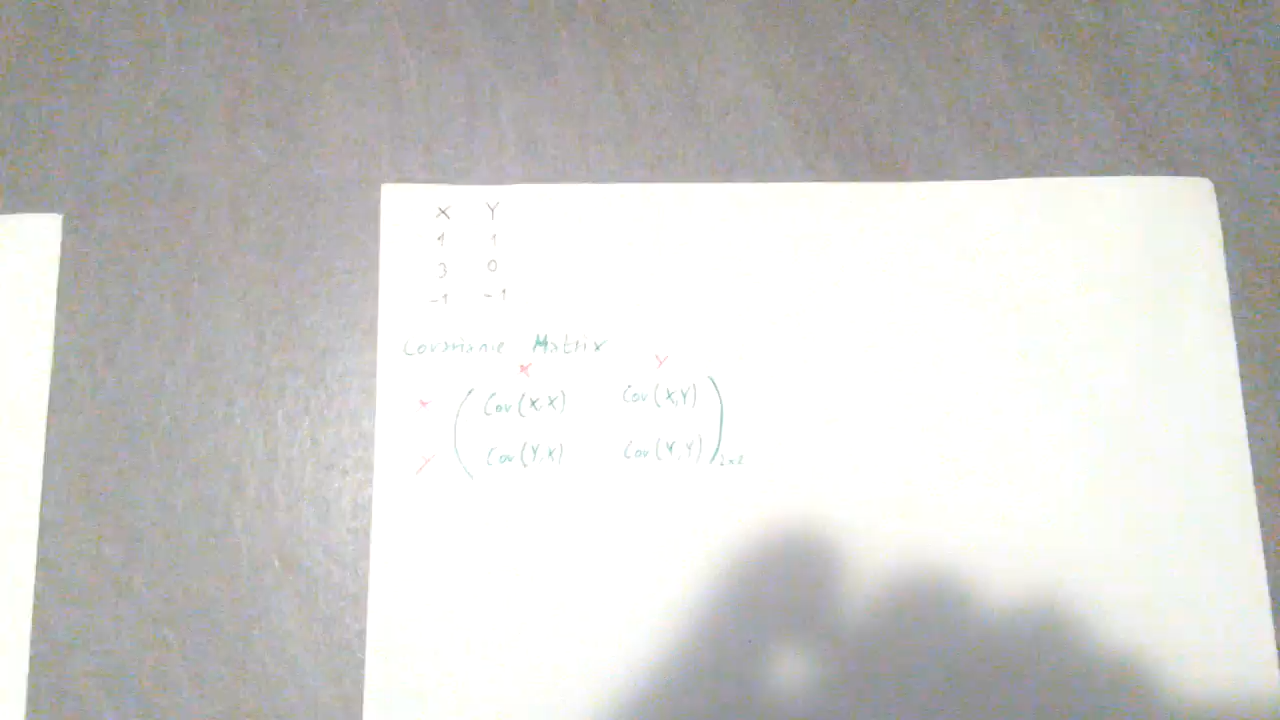 X Y
1 1
3 0
-1 -1
Covariance Matrix
X Y
X Cov(X,X) Cov(X,Y)
Y Cov(Y,X) Cov(Y,Y) 2x2